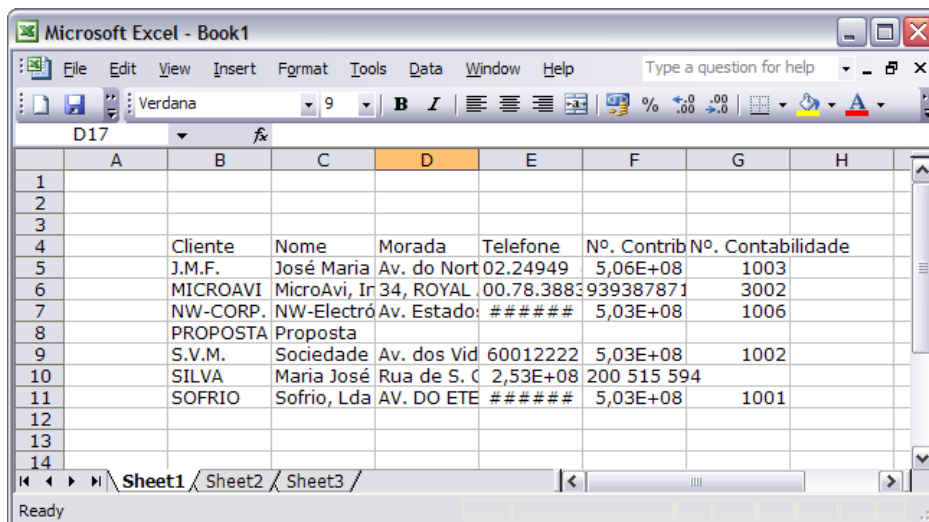 Microsoft Excel - Book1
File Edit View Insert Format Tools Data Window Help Type a question for help
Verdana 9 B I
D17 fx
A B C D E F G H
1
2
3
4 Cliente Nome Morada Telefone Nº. Contrib Nº. Contabilidade
5 J.M.F. José Maria Av. do Nort 02.24949 5,06E+08 1003
6 MICROAVI MicroAvi, In 34, ROYAL 00.78.3883 939387871 3002
7 NW-CORP. NW-Electró Av. Estado ###### 5,03E+08 1006
8 PROPOSTA Proposta
9 S.V.M. Sociedade Av. dos Vid 60012222 5,03E+08 1002
10 SILVA Maria José Rua de S. 2,53E+08 200 515 594
11 SOFRIO Sofrio, Lda AV. DO ETE ###### 5,03E+08 1001
12
13
14
Sheet1 Sheet2 Sheet3
Ready